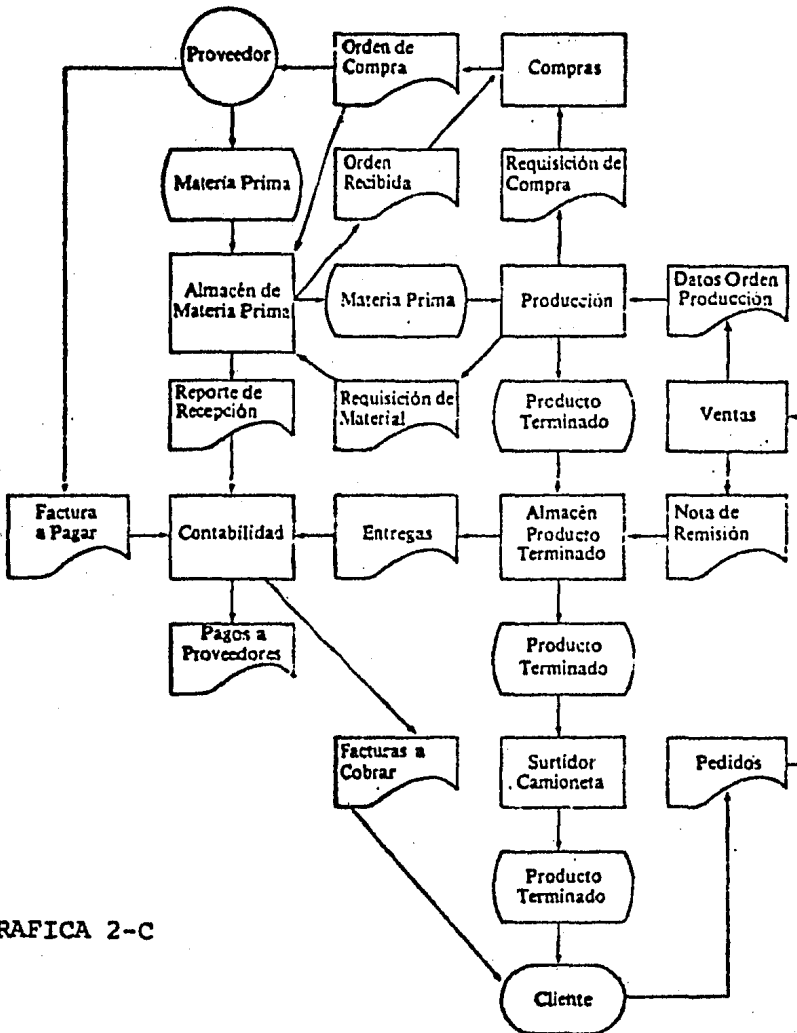 Proveedor
Orden de
Compra
Compras
Materia Prima
Orden
Recibida
Requisición de
Compra
Almacén de
Materia Prima
Materia Prima
Producción
Datos Orden
Producción
Reporte de
Recepción
Requisición de
Material
Producto
Terminado
Ventas
Factura
a Pagar
Contabilidad
Entregas
Almacén
Producto
Terminado
Nota de
Remisión
Pagos a
Proveedores
Producto
Terminado
Facturas a
Cobrar
Surtidor
Camioneta
Pedidos
Producto
Terminado
RAFICA 2-C
Cliente